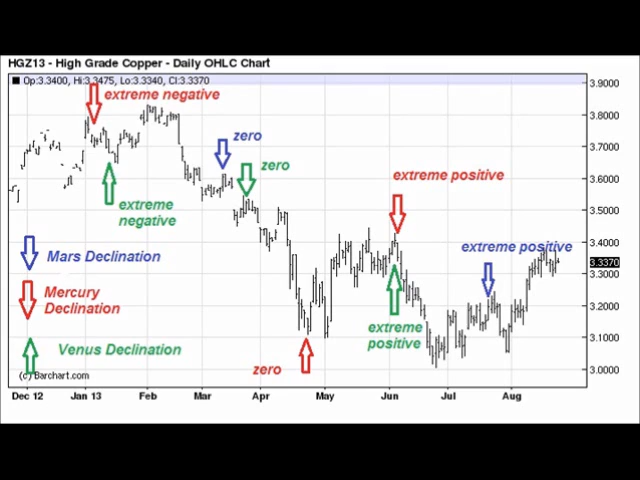 HGZ13 - High Grade Copper - Daily OHLC Chart
Op:3.3400, Hi:3.3475, Lo:3.3340, Cl:3.3370
3.9000
extreme negative
3.8000
zero
3.7000
zero
extreme positive
3.6000
extreme
negative
3.5000
extreme positive
3.4000
Mars Declination
3.3370
3.3000
Mercury
Declination
3.2000
extreme
positive
3.1000
Venus Declination
zero
3.0000
(c) Barchart.com
Dec 12 Jan 13 Feb Mar Apr May Jun Jul Aug